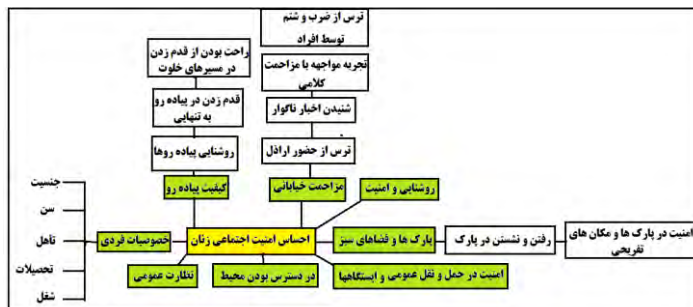 ترس از ضرب و شتم
توسط افراد
راحت بودن از قدم زدن
در مسیرهای خلوت
تجربه مواجهه با مزاحمت
کلامی
قدم زدن در پیاده رو
به تنهایی
شنیدن اخبار ناگوار
روشنایی پیاده روها
ترس از حضور اراذل
کیفیت پیاده رو
مزاحمت خیابانی
روشنایی و امنیت
جنسیت
سن
تاهل
تحصیلات
شغل
خصوصیات فردی
احساس امنیت اجتماعی زنان
پارک ها و فضاهای سبز
رفتن و نشستن در پارک
امنیت در پارک ها و مکان های
تفریحی
نظارت عمومی
در دسترس بودن محیط
امنیت در حمل و نقل عمومی و ایستگاهها